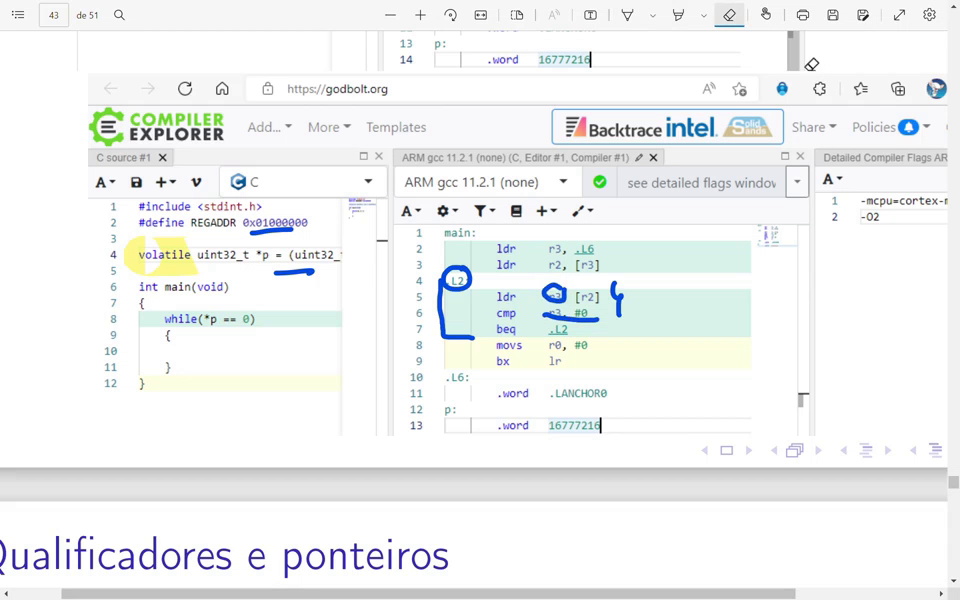 43 de 51
13 p:
14 .word 16777216
https://godbolt.org
COMPILER
EXPLORER
Add... More Templates
Backtrace intel. Solid Sands
Share Policies
C source #1
ARM gcc 11.2.1 (none) (C, Editor #1, Compiler #1)
Detailed Compiler Flags AR
A C
ARM gcc 11.2.1 (none) see detailed flags window
A
1 #include <stdint.h>
2 #define REGADDR 0x01000000
3
4 volatile uint32_t *p = (uint32_
5
6 int main(void)
7 {
8 while(*p == 0)
9 {
10
11 }
12 }
A
1 main:
2 ldr r3, .L6
3 ldr r2, [r3]
4 .L2:
5 ldr r3, [r2]
6 cmp r3, #0
7 beq .L2
8 movs r0, #0
9 bx lr
10 .L6:
11 .word .LANCHOR0
12 p:
13 .word 16777216
1 -mcpu=cortex-m
2 -O2
Qualificadores e ponteiros